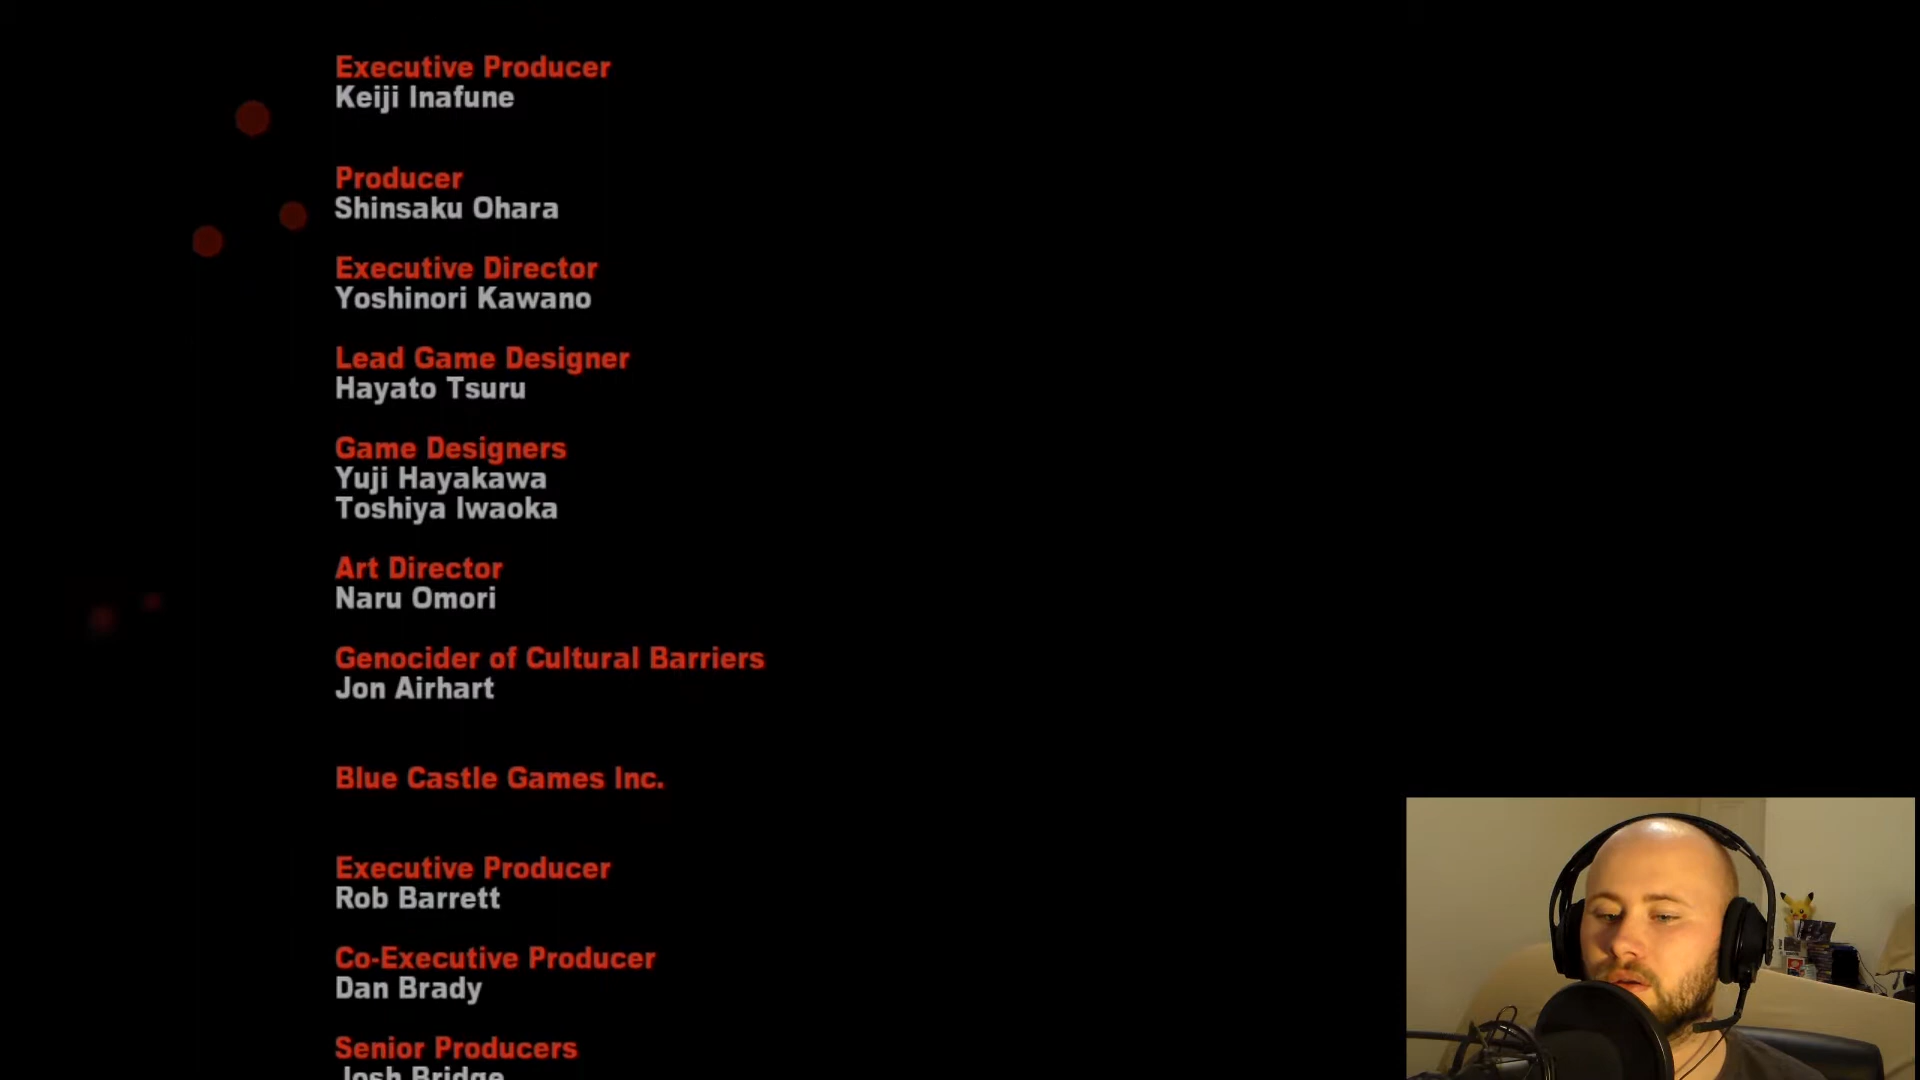 Executive Producer
Keiji Inafune
Producer
Shinsaku Ohara
Executive Director
Yoshinori Kawano
Lead Game Designer
Hayato Tsuru
Game Designers
Yuji Hayakawa
Toshiya Iwaoka
Art Director
Naru Omori
Genocider of Cultural Barriers
Jon Airhart
Blue Castle Games Inc.
Executive Producer
Rob Barrett
Co-Executive Producer
Dan Brady
Senior Producers
Josh Bridge